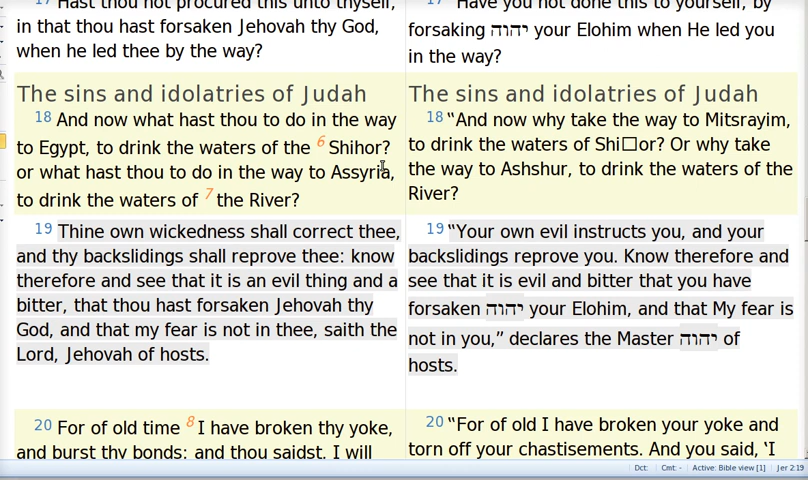 17 Hast thou not procured this unto thyself,
in that thou hast forsaken Jehovah thy God,
when he led thee by the way?
The sins and idolatries of Judah
18 And now what hast thou to do in the way
to Egypt, to drink the waters of the 6 Shihor?
or what hast thou to do in the way to Assyria,
to drink the waters of 7 the River?
19 Thine own wickedness shall correct thee,
and thy backslidings shall reprove thee: know
therefore and see that it is an evil thing and a
bitter, that thou hast forsaken Jehovah thy
God, and that my fear is not in thee, saith the
Lord, Jehovah of hosts.
20 For of old time 8 I have broken thy yoke,
and burst thy bonds; and thou saidst, I will
17 “Have you not done this to yourself, by
forsaking יהוה your Elohim when He led you
in the way?
The sins and idolatries of Judah
18 “And now why take the way to Mitsrayim,
to drink the waters of Shi□or? Or why take
the way to Ashshur, to drink the waters of the
River?
19 “Your own evil instructs you, and your
backslidings reprove you. Know therefore and
see that it is evil and bitter that you have
forsaken יהוה your Elohim, and that My fear is
not in you,” declares the Master יהוה of
hosts.
20 “For of old I have broken your yoke and
torn off your chastisements. And you said, ‘I
Dct: Cmt: - Active: Bible view [1] Jer 2:19